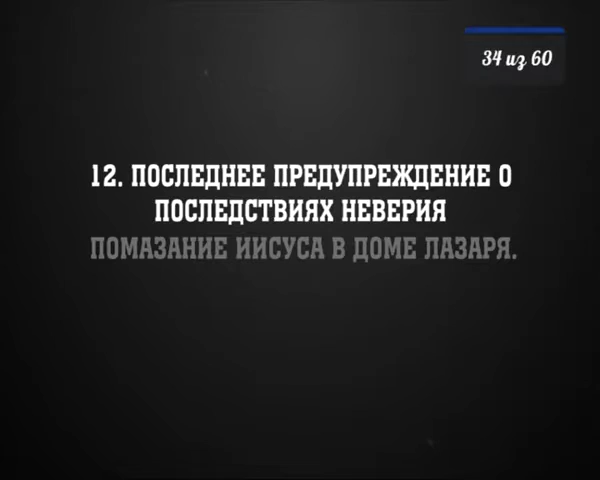 34 из 60
12. ПОСЛЕДНЕЕ ПРЕДУПРЕЖДЕНИЕ О
ПОСЛЕДСТВИЯХ НЕВЕРИЯ
ПОМАЗАНИЕ ИИСУСА В ДОМЕ ЛАЗАРЯ.